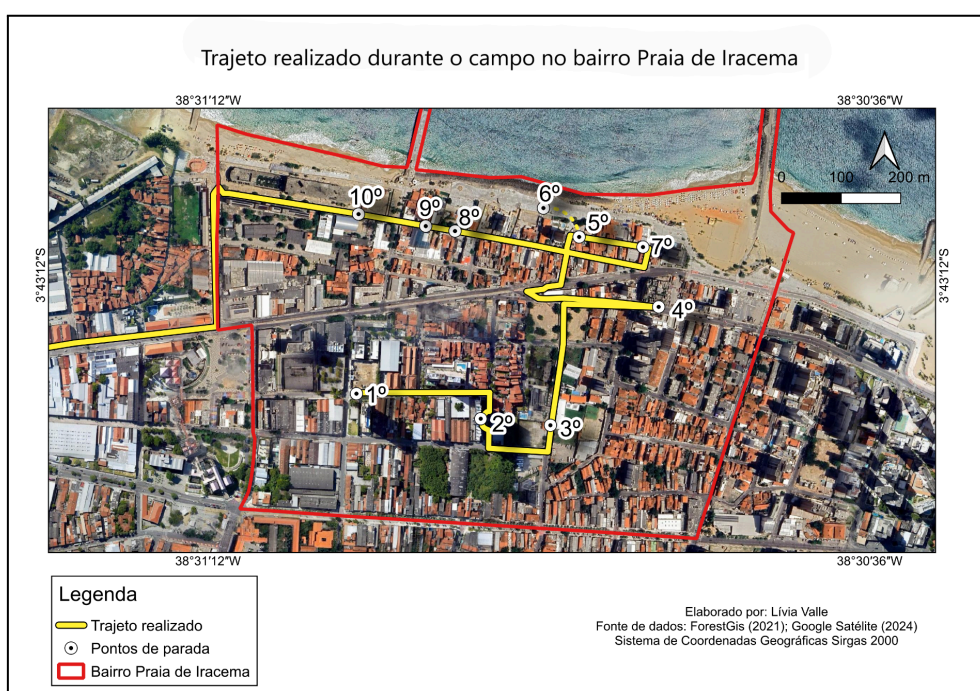 Trajeto realizado durante o campo no bairro Praia de Iracema
38°31′12″W
38°30′36″W
0 100 200 m
3°43′12″S
3°43′12″S
10º
9º
8º
6º
5º
7º
4º
1º
2º
3º
38°31′12″W
38°30′36″W
Legenda
Trajeto realizado
Pontos de parada
Bairro Praia de Iracema
Elaborado por: Lívia Valle
Fonte de dados: ForestGis (2021); Google Satélite (2024)
Sistema de Coordenadas Geográficas Sirgas 2000